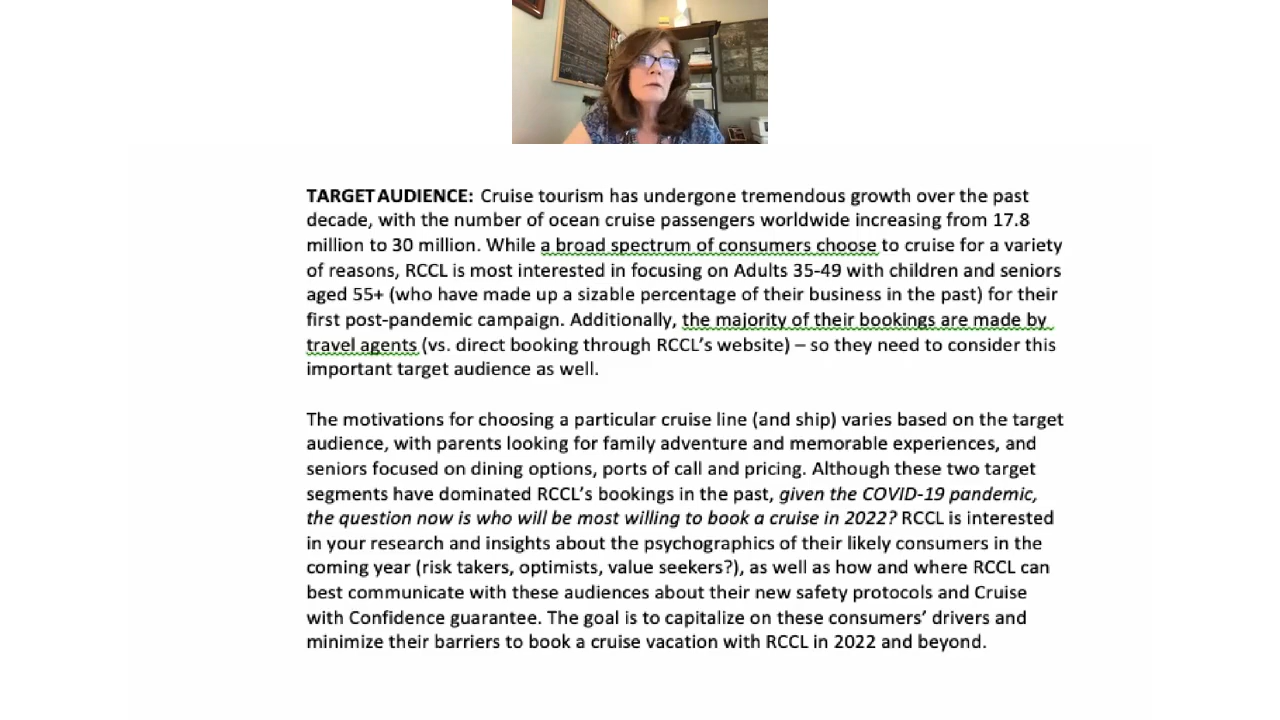 TARGET AUDIENCE: Cruise tourism has undergone tremendous growth over the past
decade, with the number of ocean cruise passengers worldwide increasing from 17.8
million to 30 million. While a broad spectrum of consumers choose to cruise for a variety
of reasons, RCCL is most interested in focusing on Adults 35-49 with children and seniors
aged 55+ (who have made up a sizable percentage of their business in the past) for their
first post-pandemic campaign. Additionally, the majority of their bookings are made by
travel agents (vs. direct booking through RCCL's website) – so they need to consider this
important target audience as well.
The motivations for choosing a particular cruise line (and ship) varies based on the target
audience, with parents looking for family adventure and memorable experiences, and
seniors focused on dining options, ports of call and pricing. Although these two target
segments have dominated RCCL's bookings in the past, given the COVID-19 pandemic,
the question now is who will be most willing to book a cruise in 2022? RCCL is interested
in your research and insights about the psychographics of their likely consumers in the
coming year (risk takers, optimists, value seekers?), as well as how and where RCCL can
best communicate with these audiences about their new safety protocols and Cruise
with Confidence guarantee. The goal is to capitalize on these consumers' drivers and
minimize their barriers to book a cruise vacation with RCCL in 2022 and beyond.